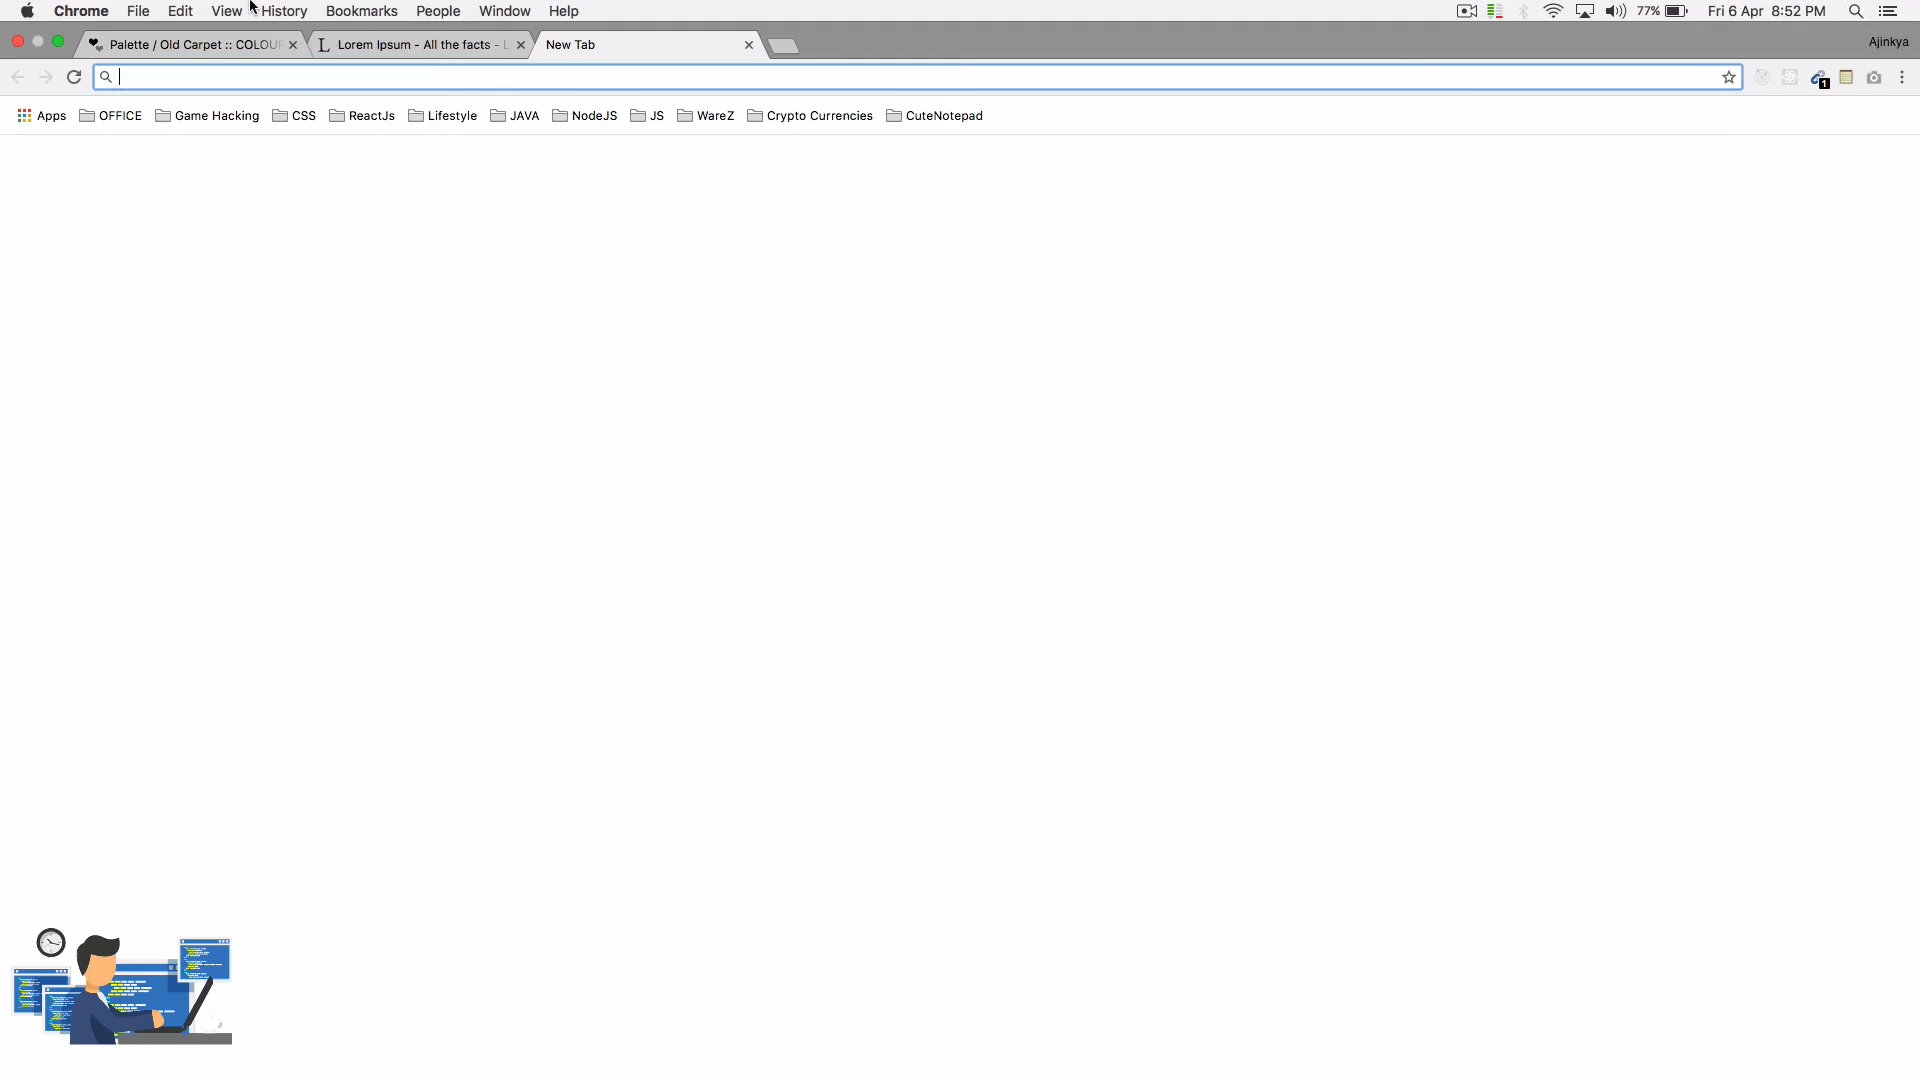 Chrome File Edit View History Bookmarks People Window Help 77% Fri 6 Apr 8:52 PM
Palette / Old Carpet :: COLOU Lorem Ipsum - All the facts - New Tab Ajinkya
1
Apps OFFICE Game Hacking CSS ReactJs Lifestyle JAVA NodeJS JS WareZ Crypto Currencies CuteNotepad